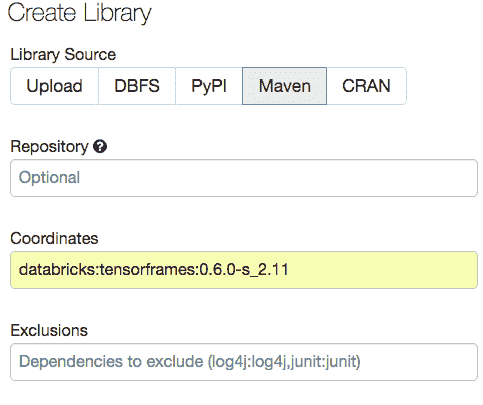 Create Library
Library Source
Upload DBFS PyPI Maven CRAN
Repository ?
Optional
Coordinates
databricks:tensorframes:0.6.0-s_2.11
Exclusions
Dependencies to exclude (log4j:log4j,junit:junit)